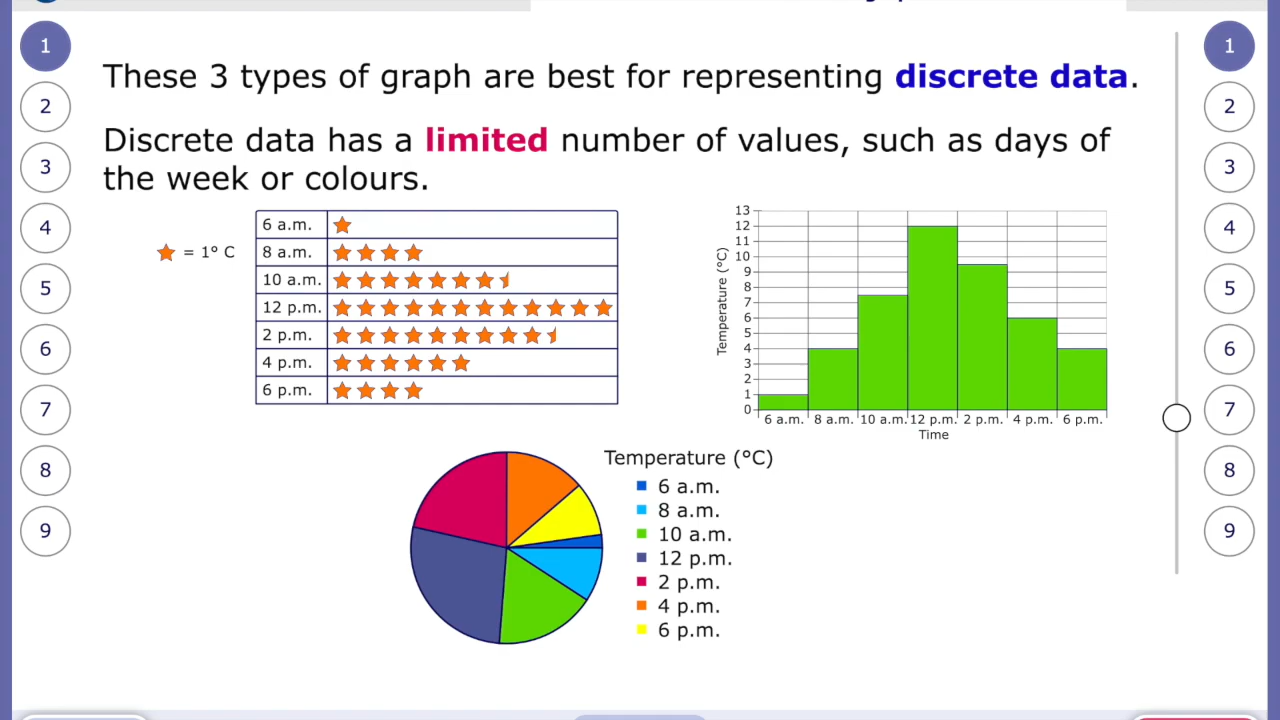 1
2
3
4
5
6
7
8
9
These 3 types of graph are best for representing discrete data.
Discrete data has a limited number of values, such as days of
the week or colours.
= 1° C
6 a.m.
8 a.m.
10 a.m.
12 p.m.
2 p.m.
4 p.m.
6 p.m.
Temperature (°C)
13
12
11
10
9
8
7
6
5
4
3
2
1
0
6 a.m. 8 a.m. 10 a.m. 12 p.m. 2 p.m. 4 p.m. 6 p.m.
Time
Temperature (°C)
6 a.m.
8 a.m.
10 a.m.
12 p.m.
2 p.m.
4 p.m.
6 p.m.
1
2
3
4
5
6
7
8
9